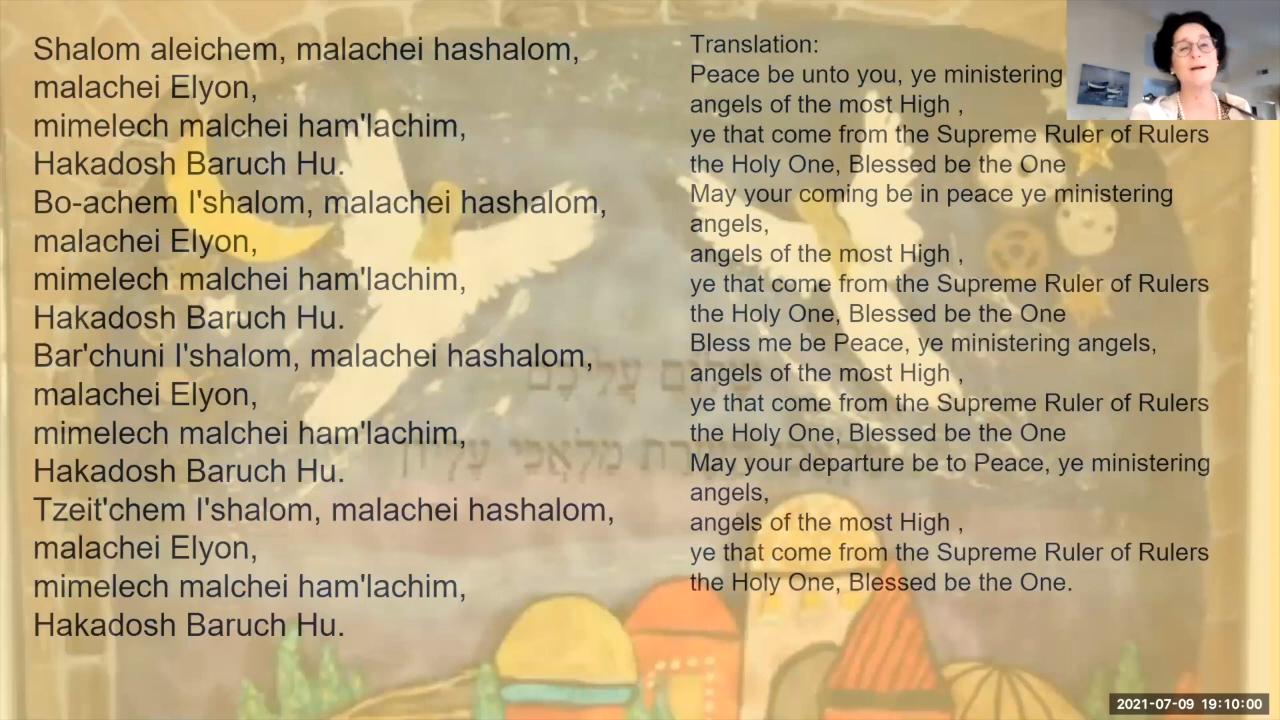 Shalom aleichem, malachei hashalom,
malachei Elyon,
mimelech malchei ham'lachim,
Hakadosh Baruch Hu.
Bo-achem l'shalom, malachei hashalom,
malachei Elyon,
mimelech malchei ham'lachim,
Hakadosh Baruch Hu.
Bar'chuni l'shalom, malachei hashalom,
malachei Elyon,
mimelech malchei ham'lachim,
Hakadosh Baruch Hu.
Tzeit'chem l'shalom, malachei hashalom,
malachei Elyon,
mimelech malchei ham'lachim,
Hakadosh Baruch Hu.
Translation:
Peace be unto you, ye ministering
angels of the most High ,
ye that come from the Supreme Ruler of Rulers
the Holy One, Blessed be the One
May your coming be in peace ye ministering
angels,
angels of the most High ,
ye that come from the Supreme Ruler of Rulers
the Holy One, Blessed be the One
Bless me be Peace, ye ministering angels,
angels of the most High ,
ye that come from the Supreme Ruler of Rulers
the Holy One, Blessed be the One
May your departure be to Peace, ye ministering
angels,
angels of the most High ,
ye that come from the Supreme Ruler of Rulers
the Holy One, Blessed be the One.
עֲלֵיכֶם
מַלְאֲכֵי עֶלְיוֹן
2021-07-09 19:10:00